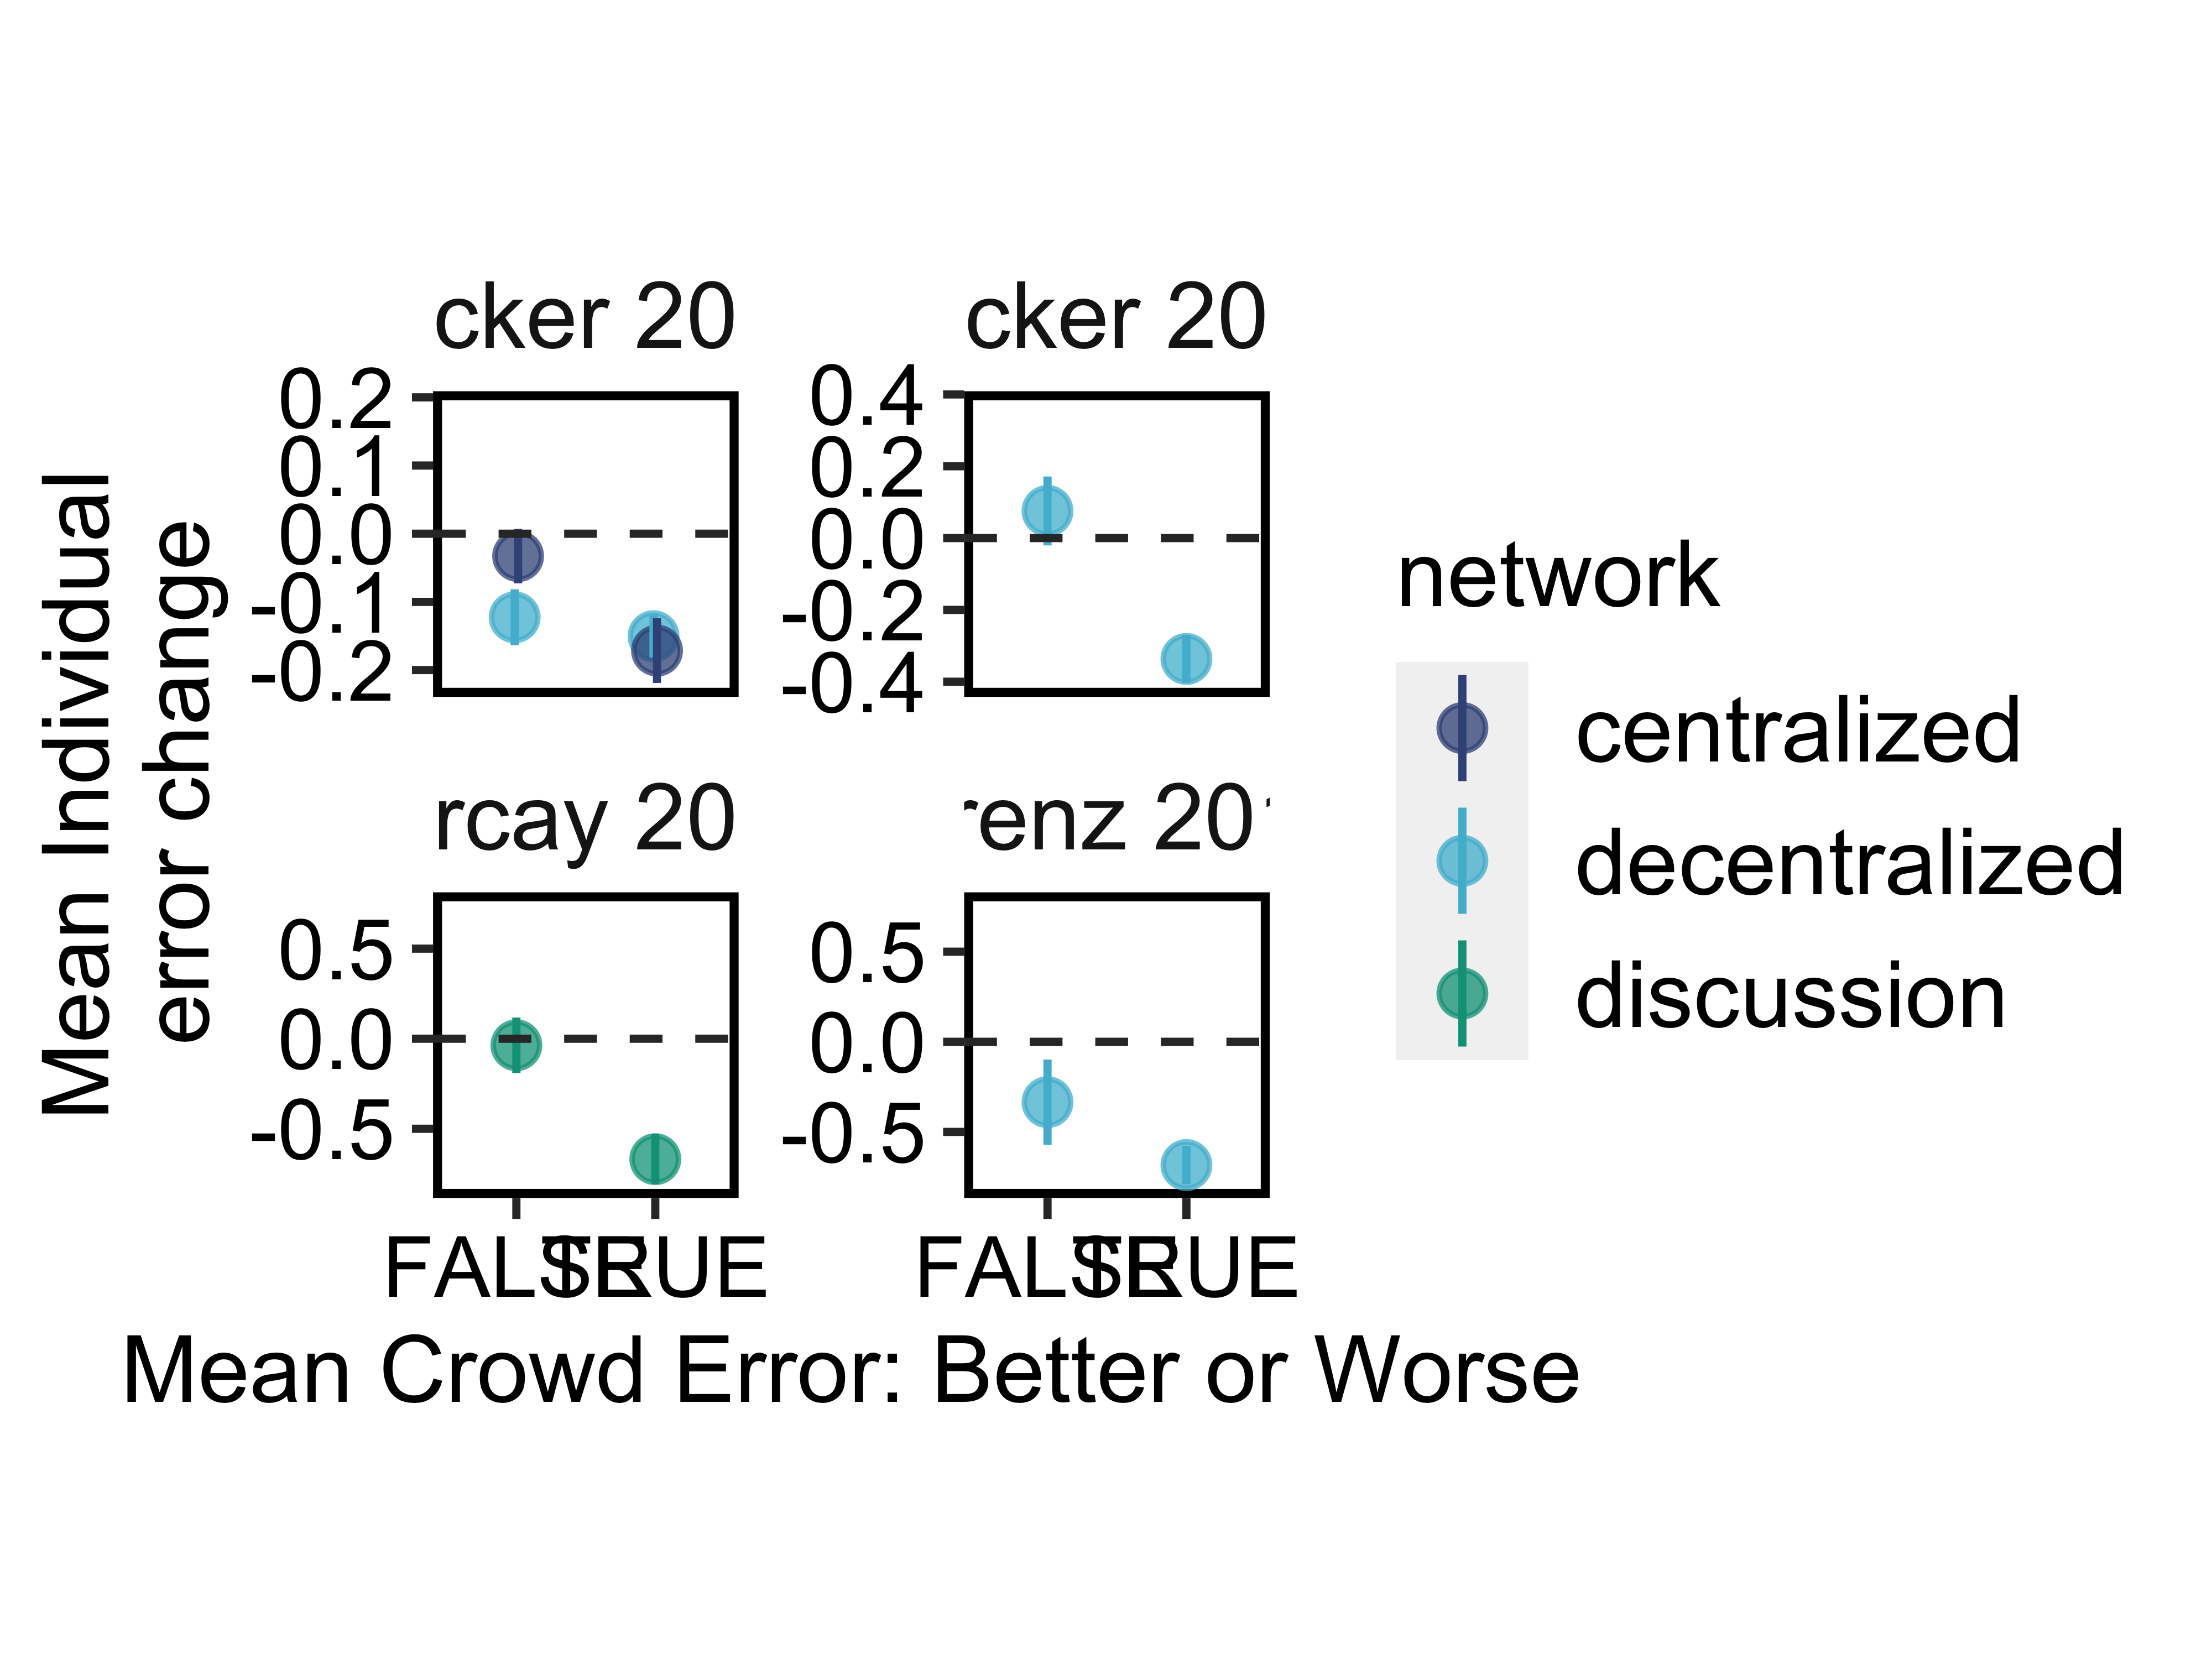 cker 20
cker 20
0.2
0.1
0.0
-0.1
-0.2
0.4
0.2
0.0
-0.2
-0.4
rcay 20
renz 20
0.5
0.0
-0.5
0.5
0.0
-0.5
FALSE TRUE
FALSE TRUE
Mean Individual
error change
Mean Crowd Error: Better or Worse
network
centralized
decentralized
discussion